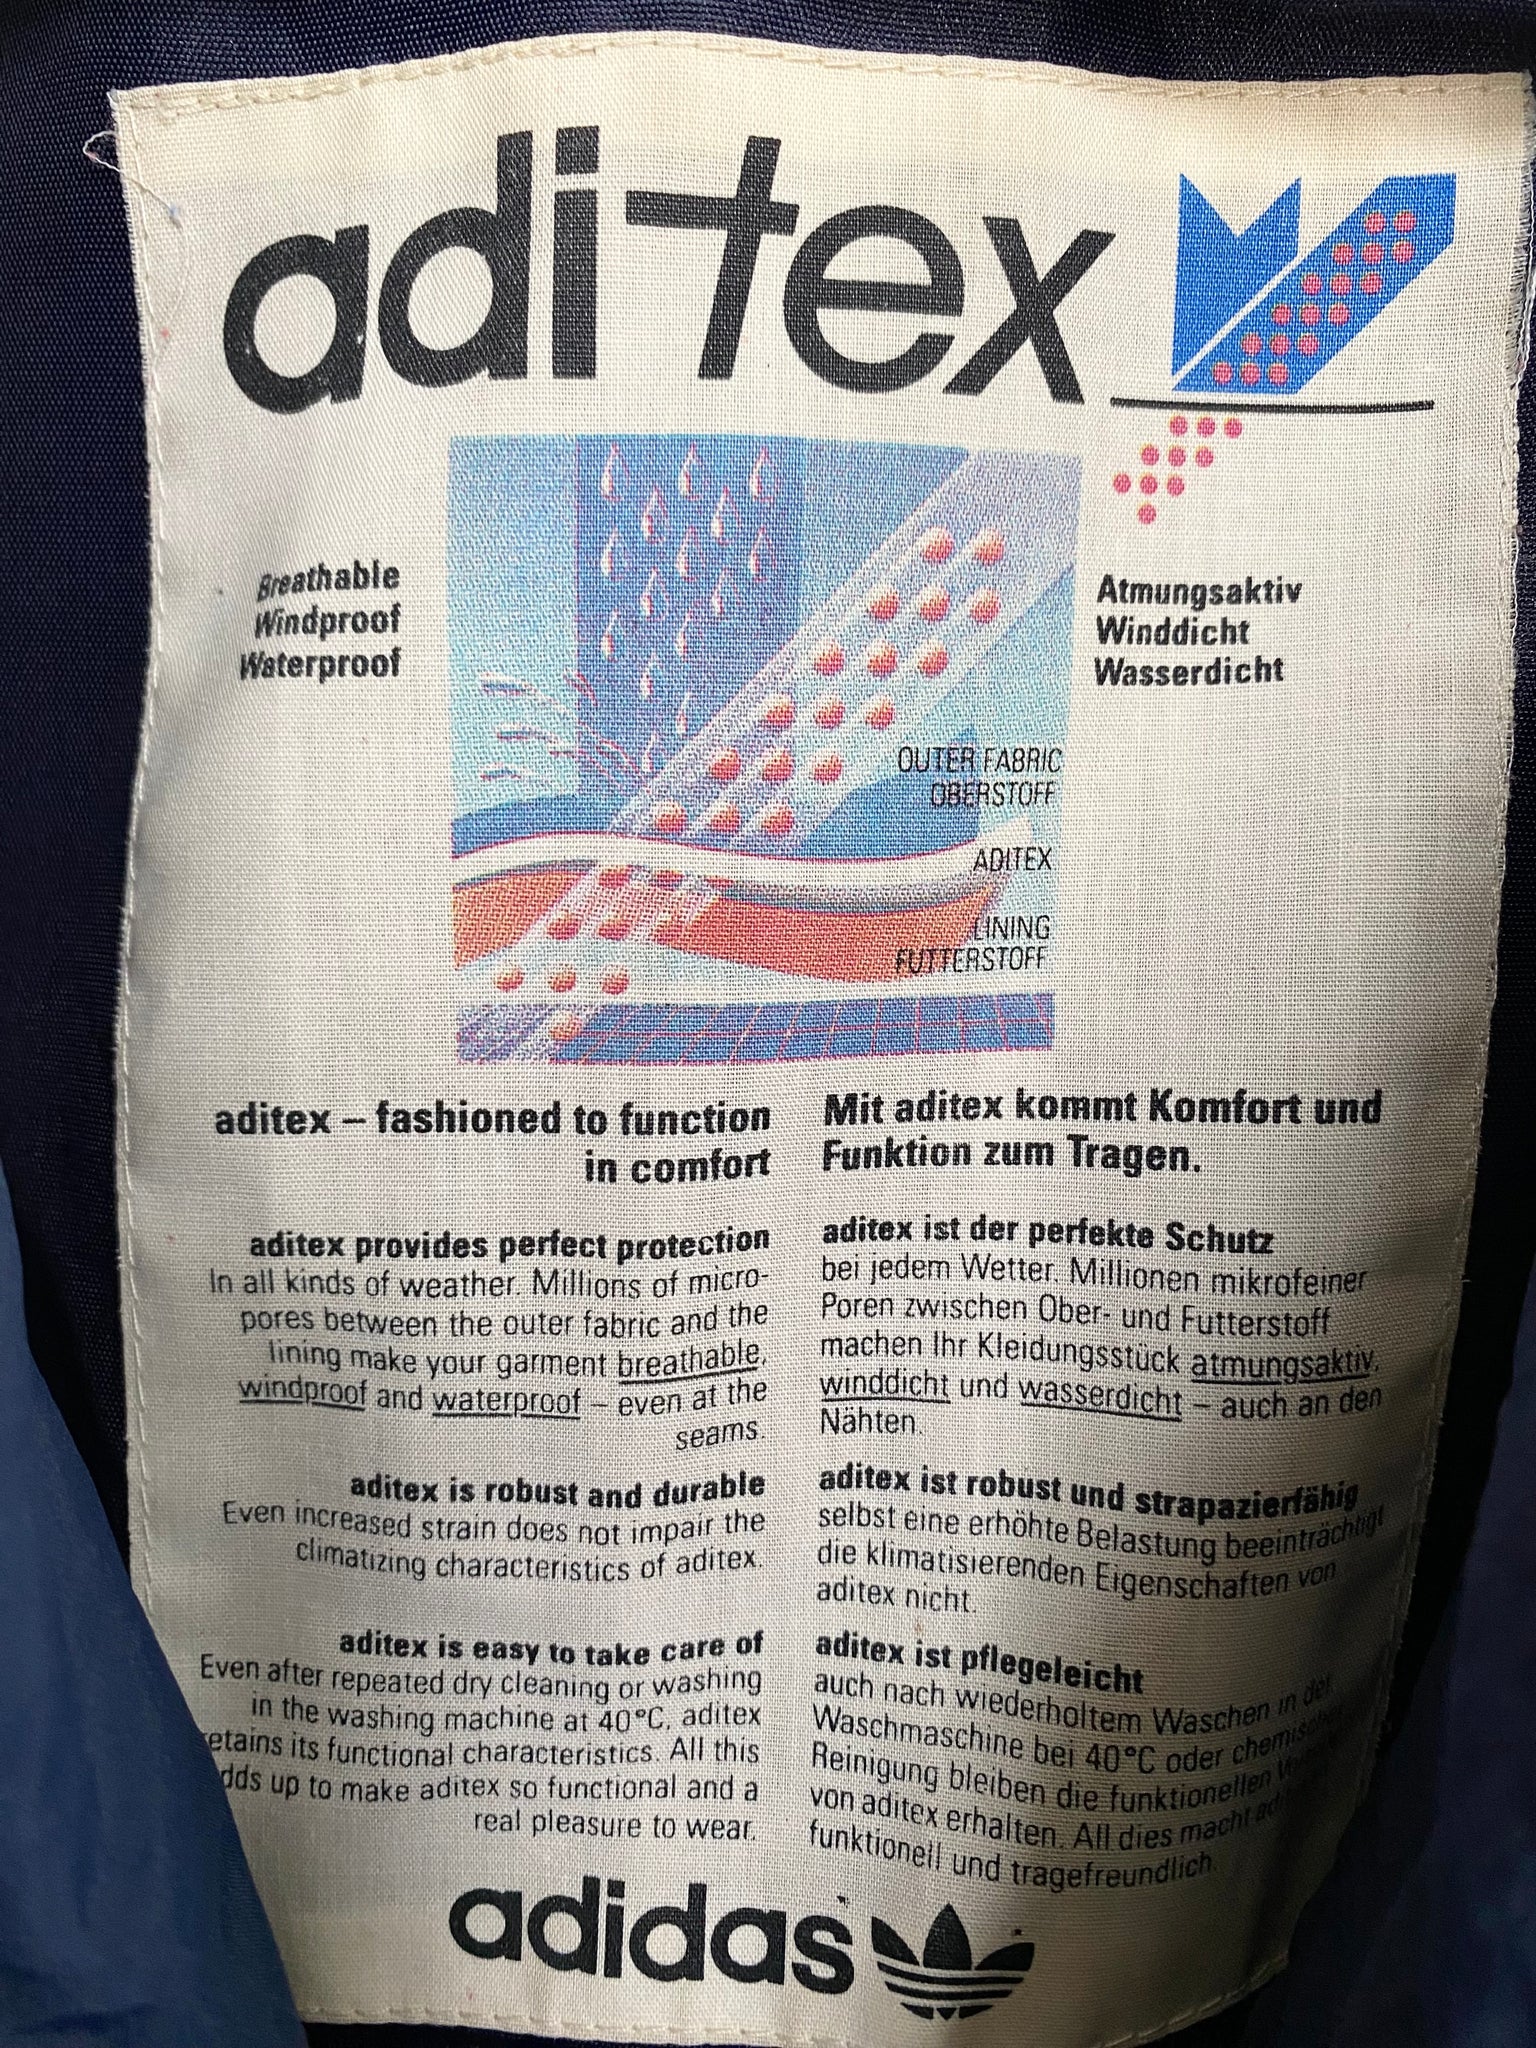 aditex
Breathable
Windproof
Waterproof
Atmungsaktiv
Winddicht
Wasserdicht
OUTER FABRIC
OBERSTOFF
ADITEX
LINING
FUTTERSTOFF
aditex – fashioned to function
in comfort
aditex provides perfect protection
In all kinds of weather. Millions of micro-
pores between the outer fabric and the
lining make your garment breathable,
windproof and waterproof – even at the
seams.
aditex is robust and durable
Even increased strain does not impair the
climatizing characteristics of aditex.
aditex is easy to take care of
Even after repeated dry cleaning or washing
in the washing machine at 40°C, aditex
etains its functional characteristics. All this
dds up to make aditex so functional and a
real pleasure to wear.
Mit aditex kommt Komfort und
Funktion zum Tragen.
aditex ist der perfekte Schutz
bei jedem Wetter. Millionen mikrofeiner
Poren zwischen Ober- und Futterstoff
machen Ihr Kleidungsstück atmungsaktiv,
winddicht und wasserdicht – auch an den
Nähten.
aditex ist robust und strapazierfähig
selbst eine erhöhte Belastung beeinträchtigt
die klimatisierenden Eigenschaften von
aditex nicht.
aditex ist pflegeleicht
auch nach wiederholtem Waschen in der
Waschmaschine bei 40°C oder
Reinigung bleiben die funktionellen
von aditex erhalten. All dies macht
funktionell und tragefreundlich.
adidas